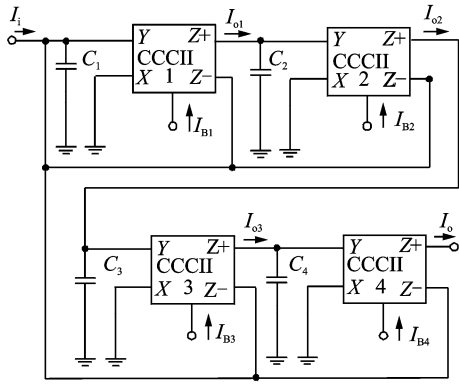 Ii
Io1
Io2
C1
Y Z+
CCCII
X 1 Z−
IB1
C2
Y Z+
CCCII
X 2 Z−
IB2
C3
Y Z+
CCCII
X 3 Z−
IB3
Io3
C4
Y Z+
CCCII
X 4 Z−
IB4
Io